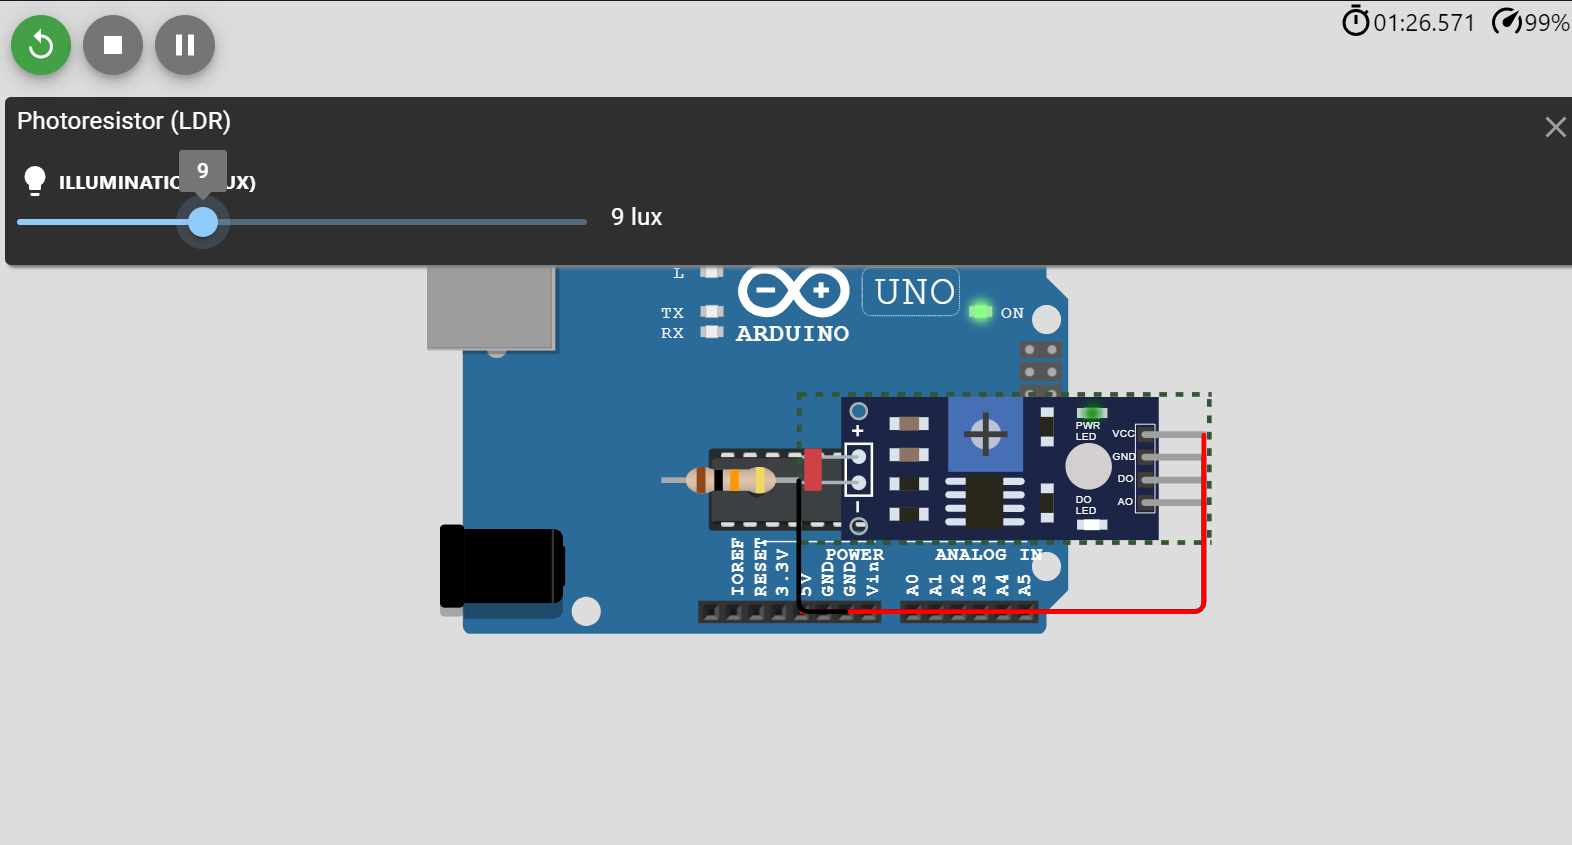 01:26.571 99%
Photoresistor (LDR)
9
ILLUMINATIO UX)
9 lux
L
TX
RX
ARDUINO
UNO
ON
PWR
LED
VCC
GND
DO
AO
DO
LED
IOREF
RESET
3.3V
5V
GND
GND
Vin
POWER
ANALOG IN
A0
A1
A2
A3
A4
A5